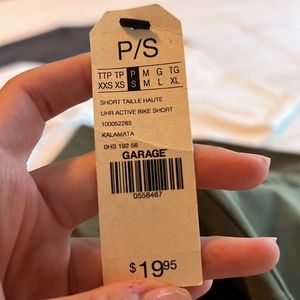 P/S
TTP TP P M G TG
XXS XS S M L XL
SHORT TAILLE HAUTE
UHR ACTIVE BIKE SHORT
100052285
KALAMATA
0HS 192 56
GARAGE
0558467
$19.95